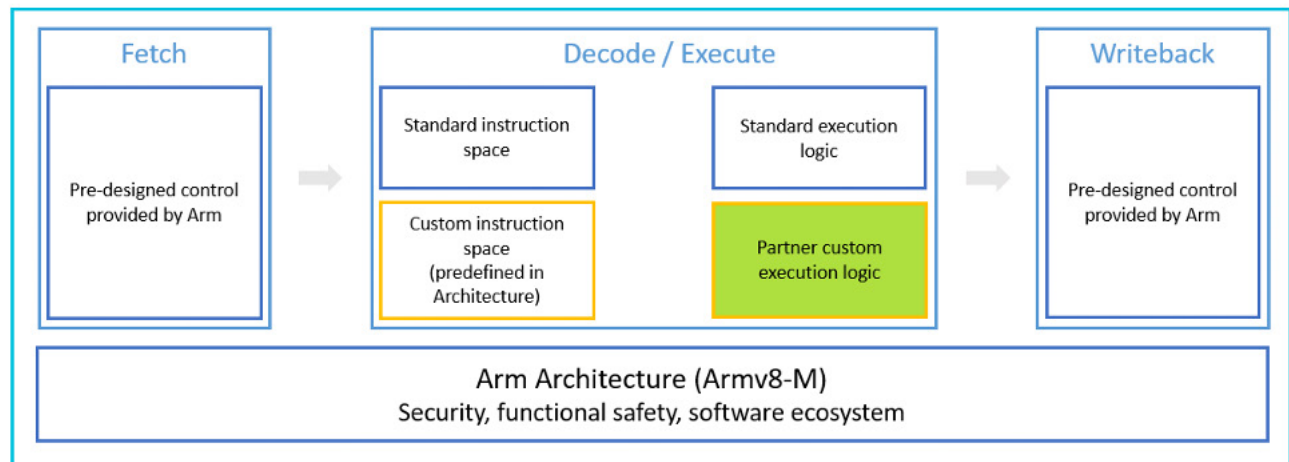 Fetch
Pre-designed control
provided by Arm
Decode / Execute
Standard instruction
space
Standard execution
logic
Custom instruction
space
(predefined in
Architecture)
Partner custom
execution logic
Writeback
Pre-designed control
provided by Arm
Arm Architecture (Armv8-M)
Security, functional safety, software ecosystem